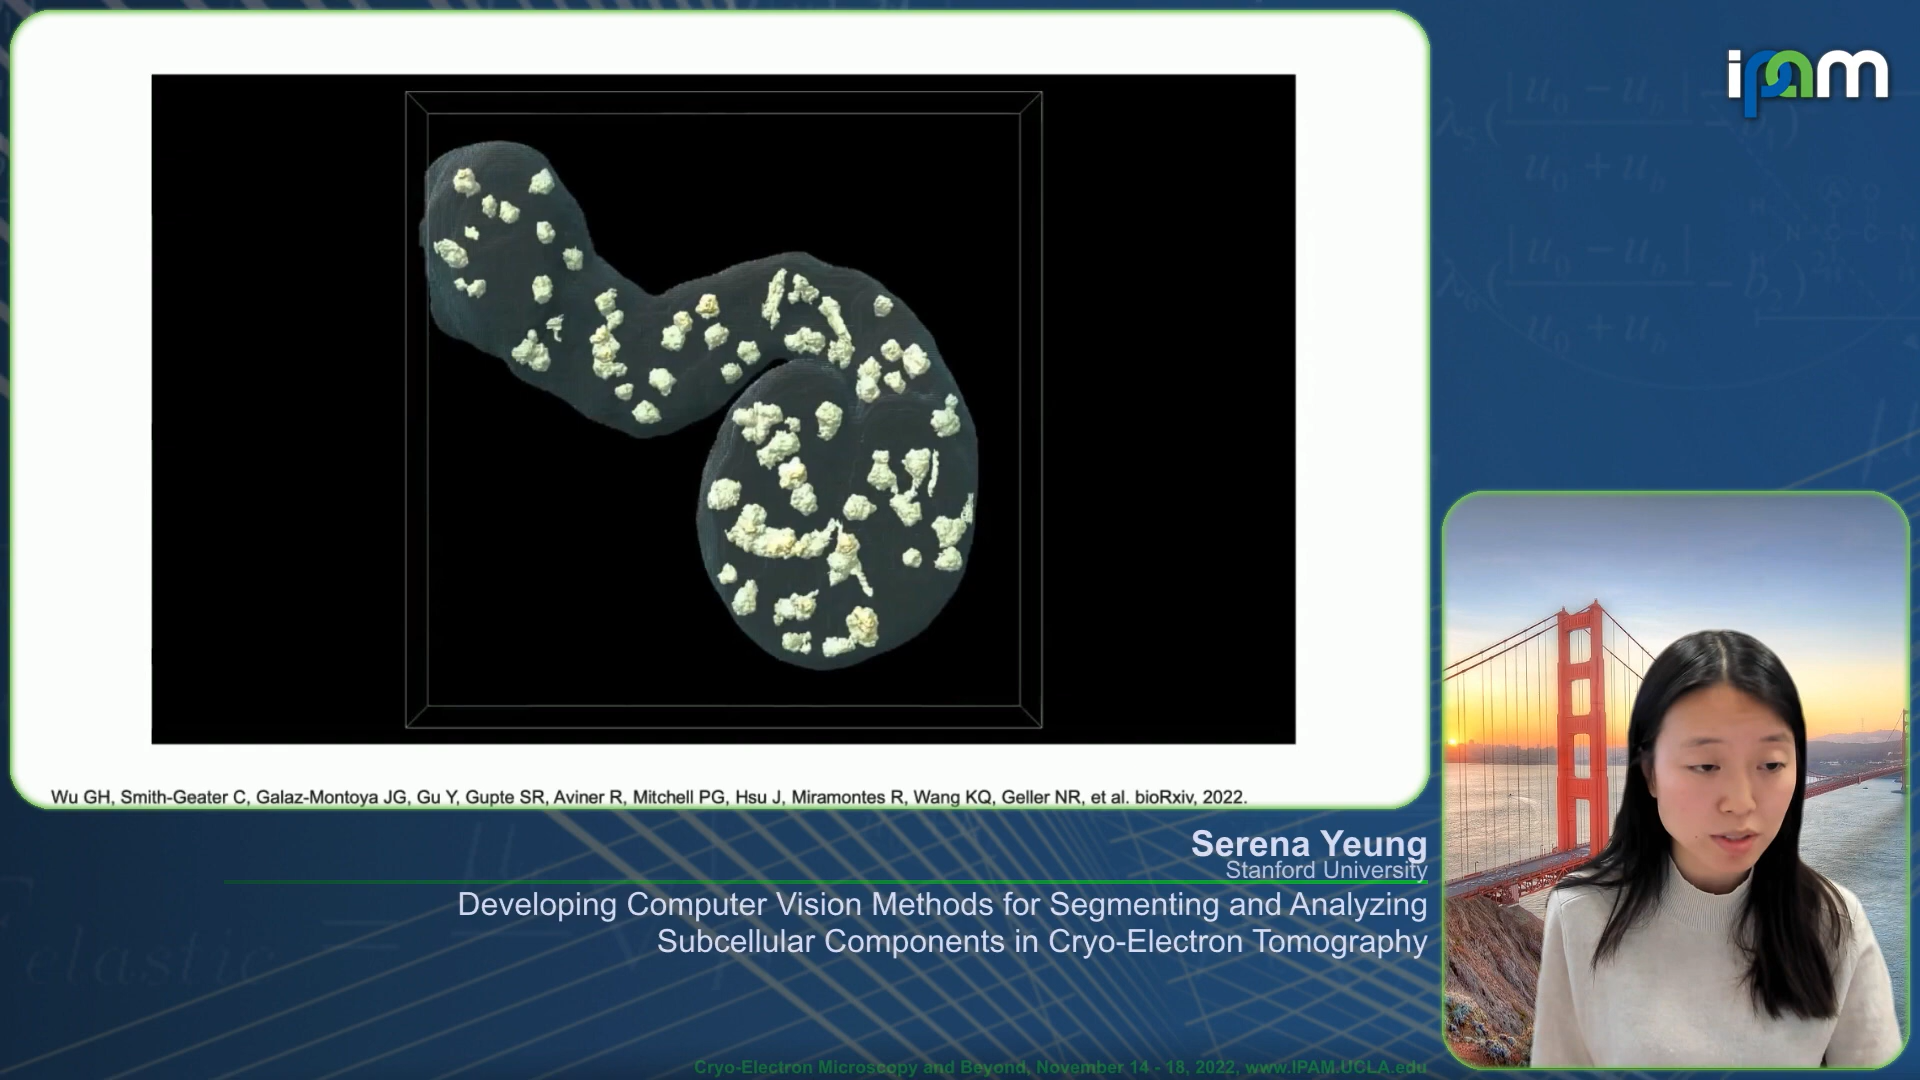 ipam
Wu GH, Smith-Geater C, Galaz-Montoya JG, Gu Y, Gupte SR, Aviner R, Mitchell PG, Hsu J, Miramontes R, Wang KQ, Geller NR, et al. bioRxiv, 2022.
Serena Yeung
Stanford University
Developing Computer Vision Methods for Segmenting and Analyzing
Subcellular Components in Cryo-Electron Tomography
Cryo-Electron Microscopy and Beyond, November 14 - 18, 2022, www.IPAM.UCLA.edu
elastic